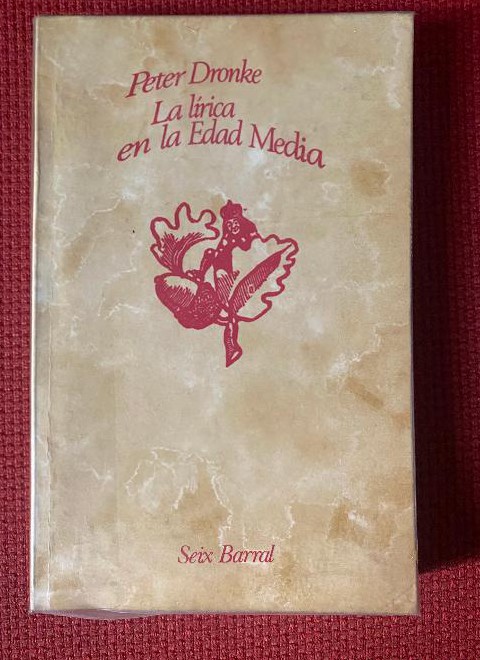 Peter Dronke
La lírica
en la Edad Media
Seix Barral